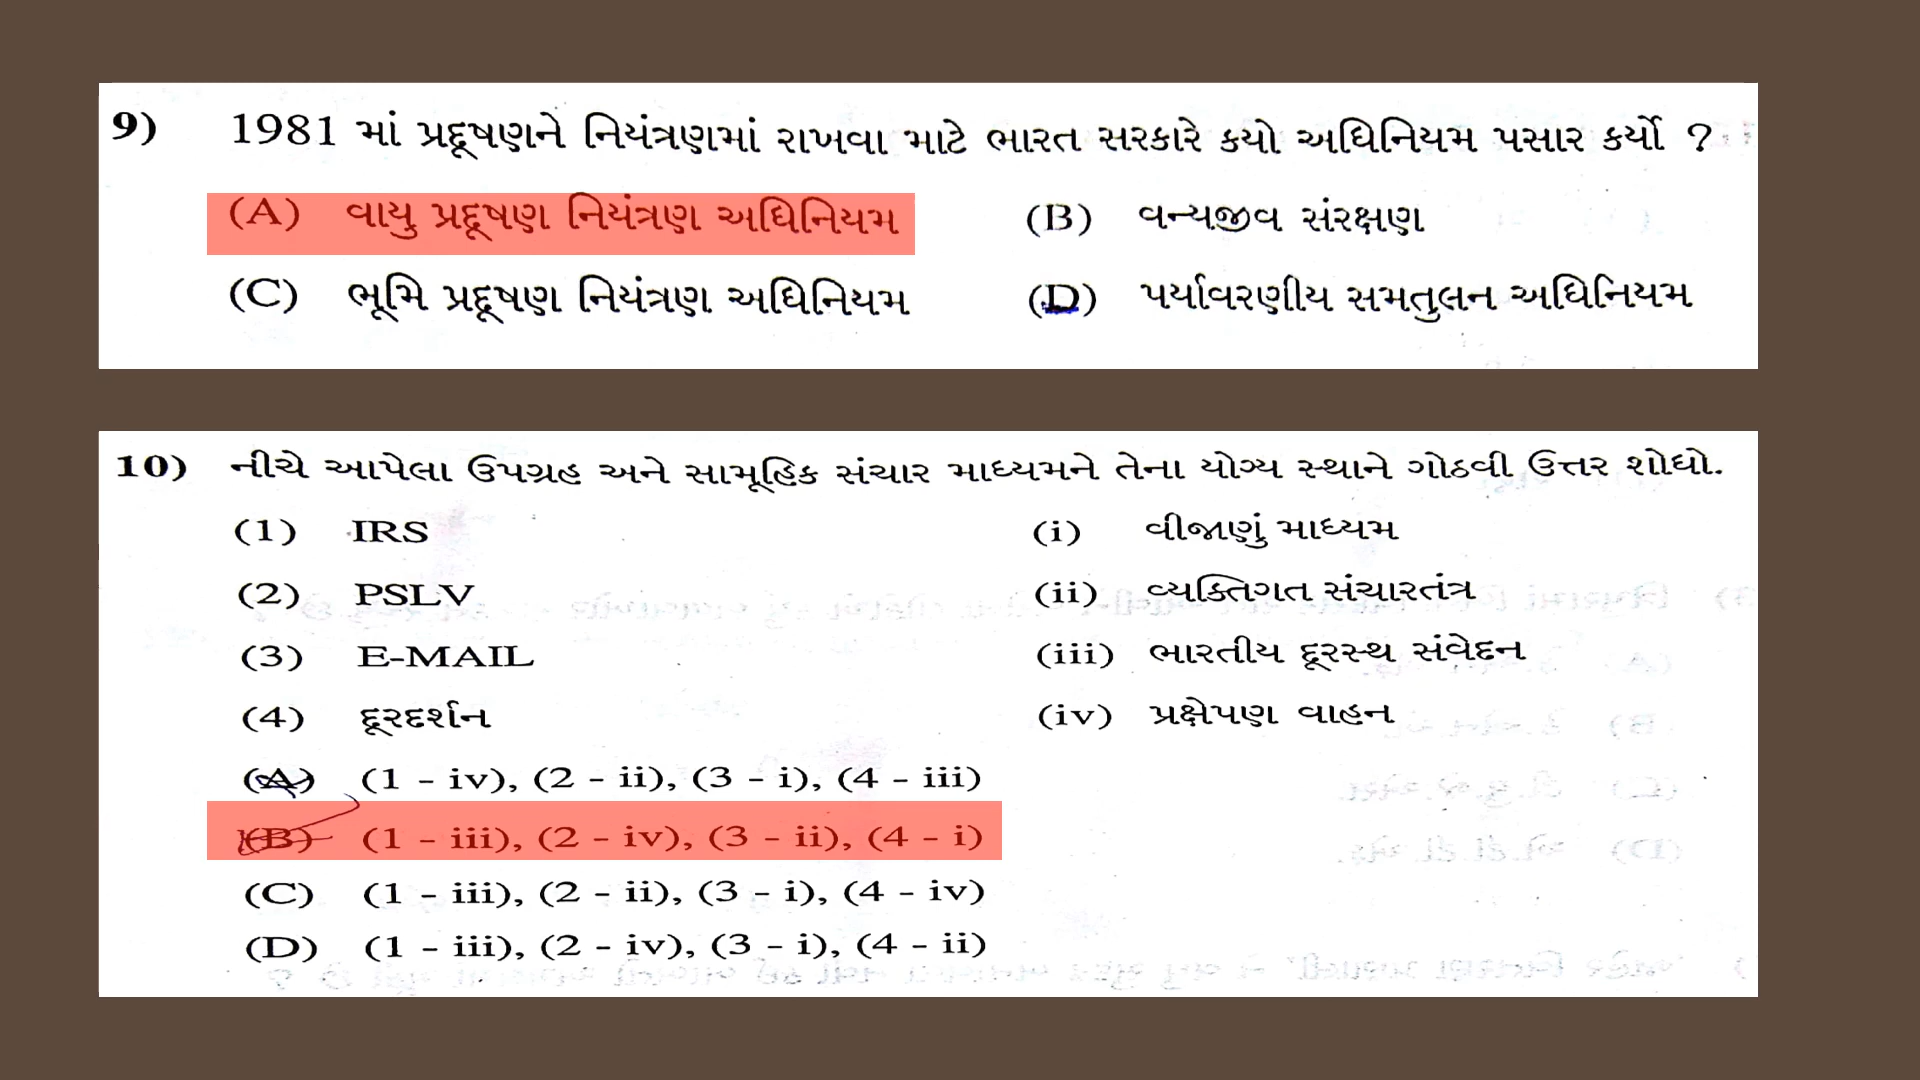 9) 1981 માં પ્રદૂષણને નિયંત્રણમાં રાખવા માટે ભારત સરકારે કયો અધિનિયમ પસાર કર્યો ?
(A) વાયુ પ્રદૂષણ નિયંત્રણ અધિનિયમ (B) વન્યજીવ સંરક્ષણ
(C) ભૂમિ પ્રદૂષણ નિયંત્રણ અધિનિયમ (D) પર્યાવરણીય સમતુલન અધિનિયમ
10) નીચે આપેલા ઉપગ્રહ અને સામૂહિક સંચાર માધ્યમને તેના યોગ્ય સ્થાને ગોઠવી ઉત્તર શોધો.
(1) IRS (i) વીજાણું માધ્યમ
(2) PSLV (ii) વ્યક્તિગત સંચારતંત્ર
(3) E-MAIL (iii) ભારતીય દૂરસ્થ સંવેદન
(4) દૂરદર્શન (iv) પ્રક્ષેપણ વાહન
(A) (1 - iv), (2 - ii), (3 - i), (4 - iii)
(B) (1 - iii), (2 - iv), (3 - ii), (4 - i)
(C) (1 - iii), (2 - ii), (3 - i), (4 - iv)
(D) (1 - iii), (2 - iv), (3 - i), (4 - ii)